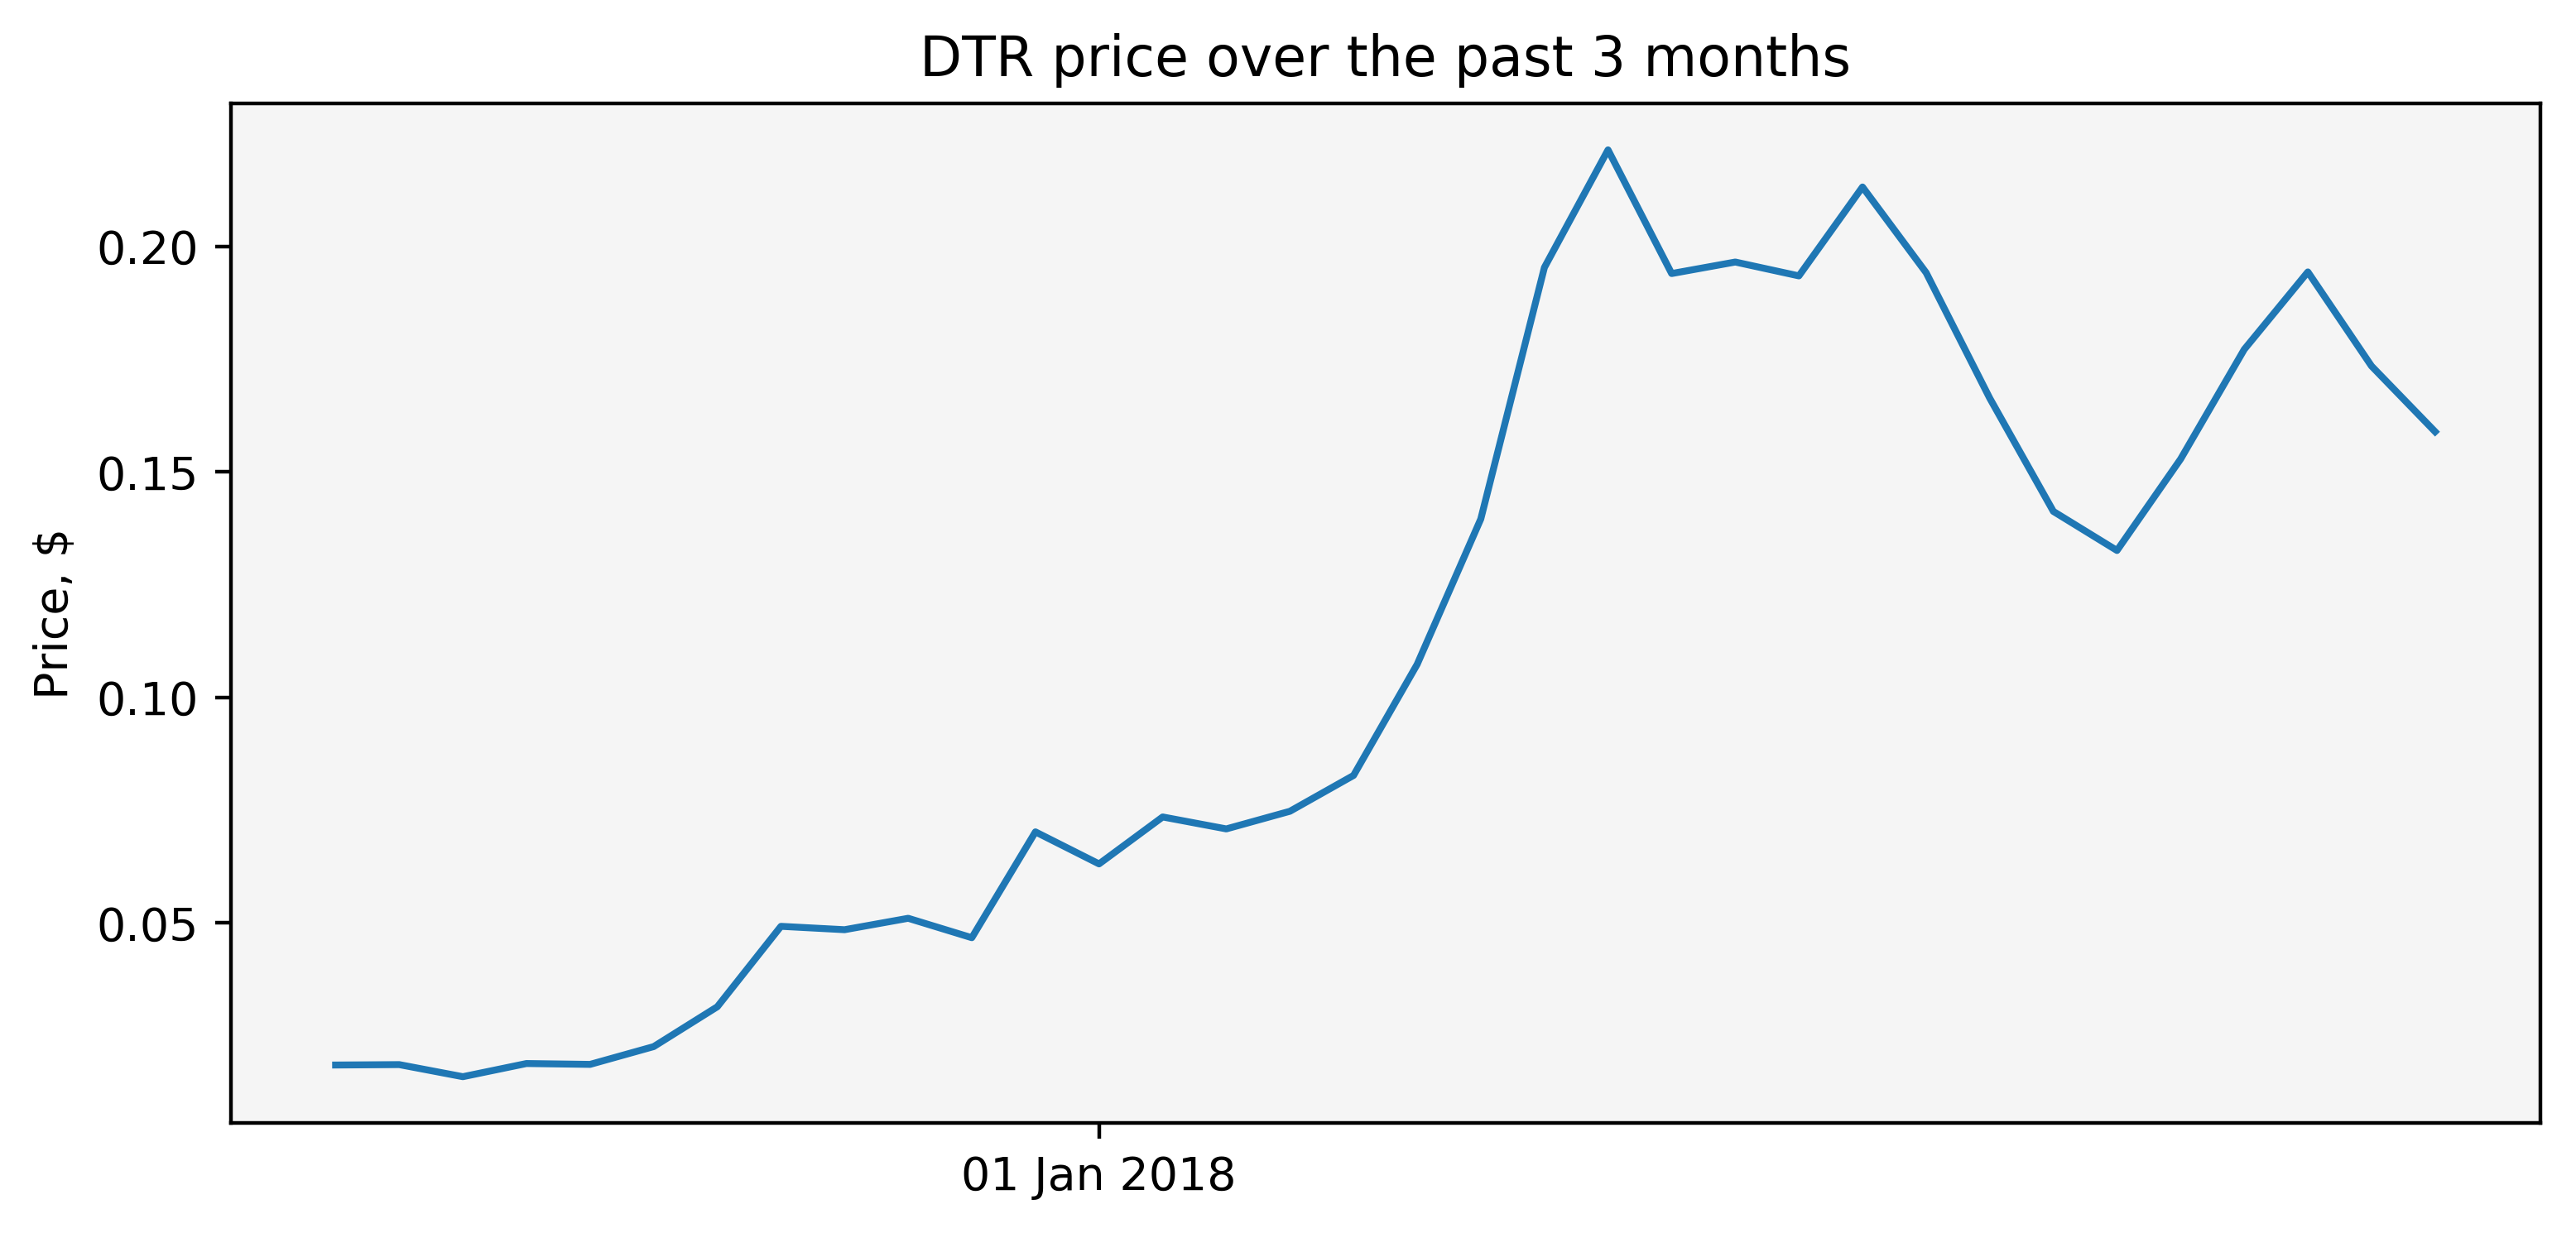 DTR price over the past 3 months
Price, $
0.20
0.15
0.10
0.05
01 Jan 2018